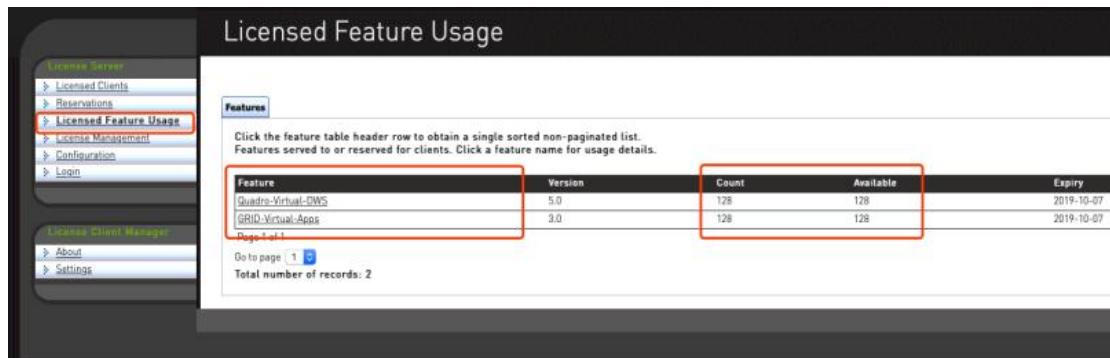 Licensed Feature Usage
License Server
Licensed Clients
Reservations
Licensed Feature Usage
License Management
Configuration
Login
License Client Manager
About
Settings
Features
Click the feature table header row to obtain a single sorted non-paginated list.
Features served to or reserved for clients. Click a feature name for usage details.
Feature Version Count Available Expiry
Quadro-Virtual-DWS 5.0 128 128 2019-10-07
GRID-Virtual-Apps 3.0 128 128 2019-10-07
Page 1 of 1
Go to page 1
Total number of records: 2